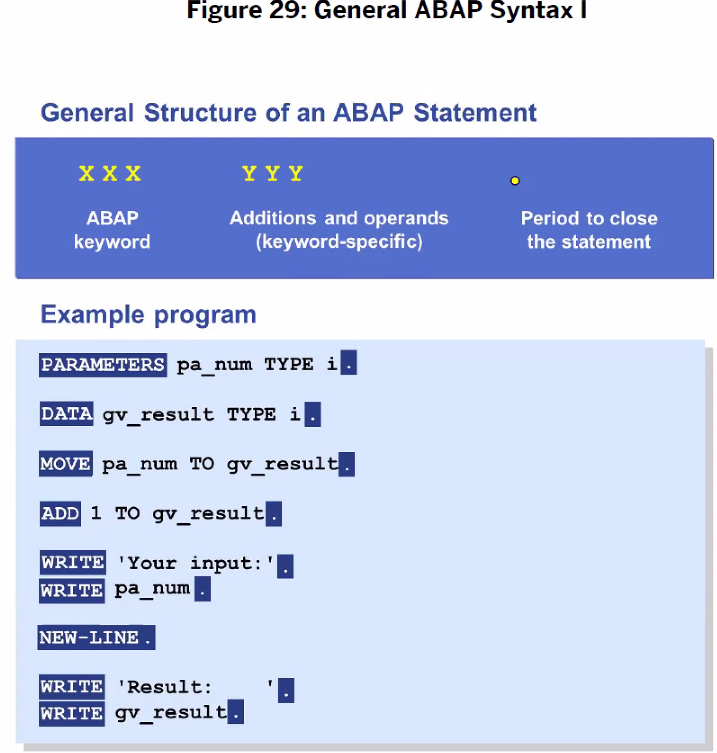 Figure 29: General ABAP Syntax I
General Structure of an ABAP Statement
X X X Y Y Y .
ABAP keyword
Additions and operands (keyword-specific)
Period to close the statement
Example program
PARAMETERS pa_num TYPE i.
DATA gv_result TYPE i.
MOVE pa_num TO gv_result.
ADD 1 TO gv_result.
WRITE 'Your input:'.
WRITE pa_num.
NEW-LINE.
WRITE 'Result:    '.
WRITE gv_result.